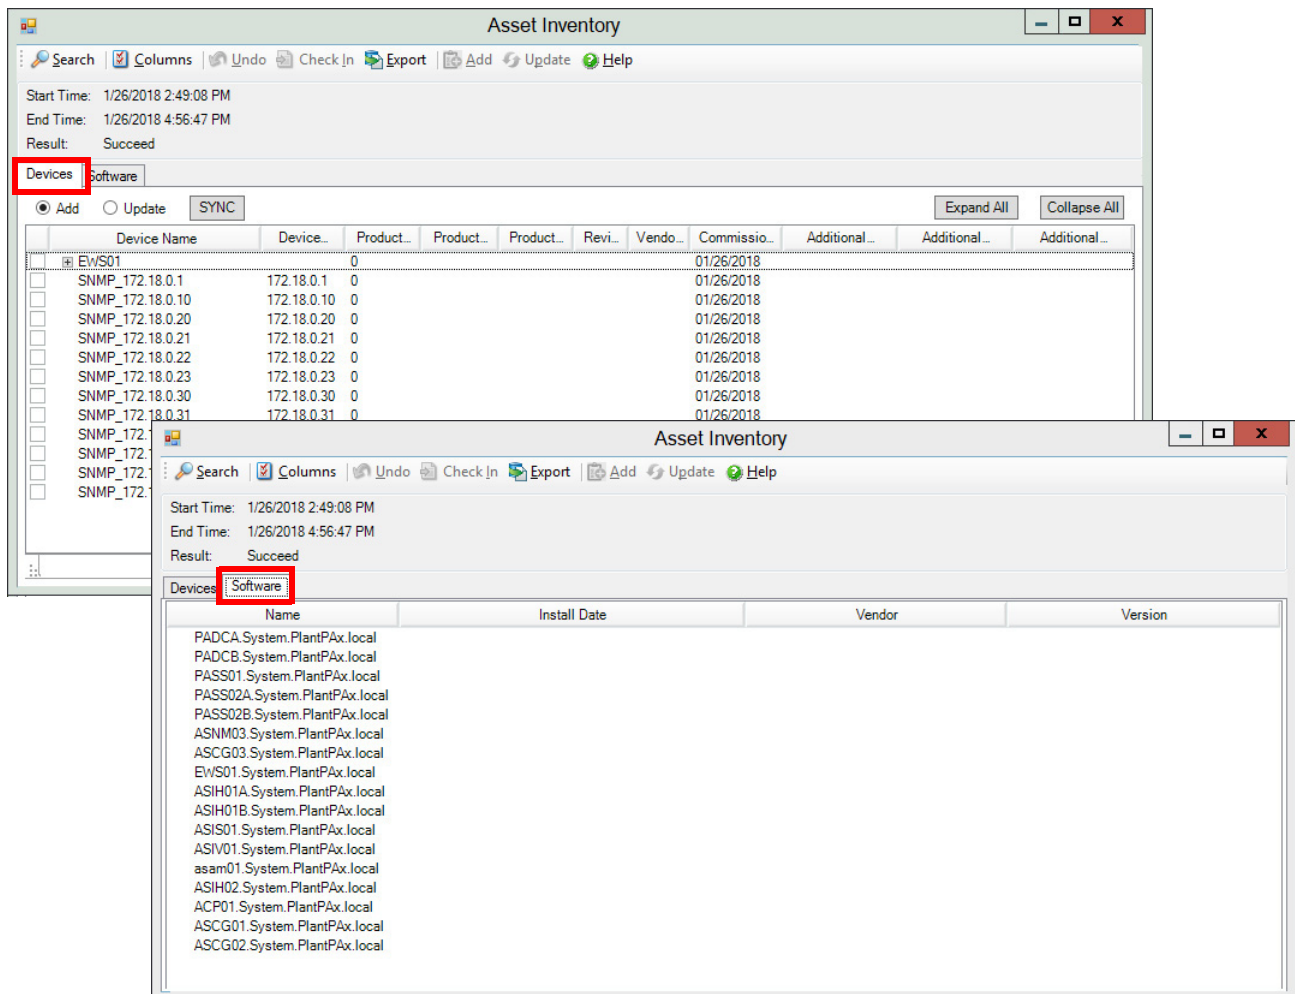 Asset Inventory
Search Columns Undo Check In Export Add Update Help
Start Time: 1/26/2018 2:49:08 PM
End Time: 1/26/2018 4:56:47 PM
Result: Succeed
Devices Software
Add Update SYNC Expand All Collapse All
Device Name Device... Product... Product... Product... Revi... Vendo... Commissio... Additional... Additional... Additional...
EWS01 0 01/26/2018
SNMP_172.18.0.1 172.18.0.1 0 01/26/2018
SNMP_172.18.0.10 172.18.0.10 0 01/26/2018
SNMP_172.18.0.20 172.18.0.20 0 01/26/2018
SNMP_172.18.0.21 172.18.0.21 0 01/26/2018
SNMP_172.18.0.22 172.18.0.22 0 01/26/2018
SNMP_172.18.0.23 172.18.0.23 0 01/26/2018
SNMP_172.18.0.30 172.18.0.30 0 01/26/2018
SNMP_172.18.0.31 172.18.0.31 0 01/26/2018
SNMP_172.1
SNMP_172.1
SNMP_172.1
SNMP_172.1
Asset Inventory
Search Columns Undo Check In Export Add Update Help
Start Time: 1/26/2018 2:49:08 PM
End Time: 1/26/2018 4:56:47 PM
Result: Succeed
Devices Software
Name Install Date Vendor Version
PADCA.System.PlantPAx.local
PADCB.System.PlantPAx.local
PASS01.System.PlantPAx.local
PASS02A.System.PlantPAx.local
PASS02B.System.PlantPAx.local
ASNM03.System.PlantPAx.local
ASCG03.System.PlantPAx.local
EWS01.System.PlantPAx.local
ASIH01A.System.PlantPAx.local
ASIH01B.System.PlantPAx.local
ASIS01.System.PlantPAx.local
ASIV01.System.PlantPAx.local
asam01.System.PlantPAx.local
ASIH02.System.PlantPAx.local
ACP01.System.PlantPAx.local
ASCG01.System.PlantPAx.local
ASCG02.System.PlantPAx.local